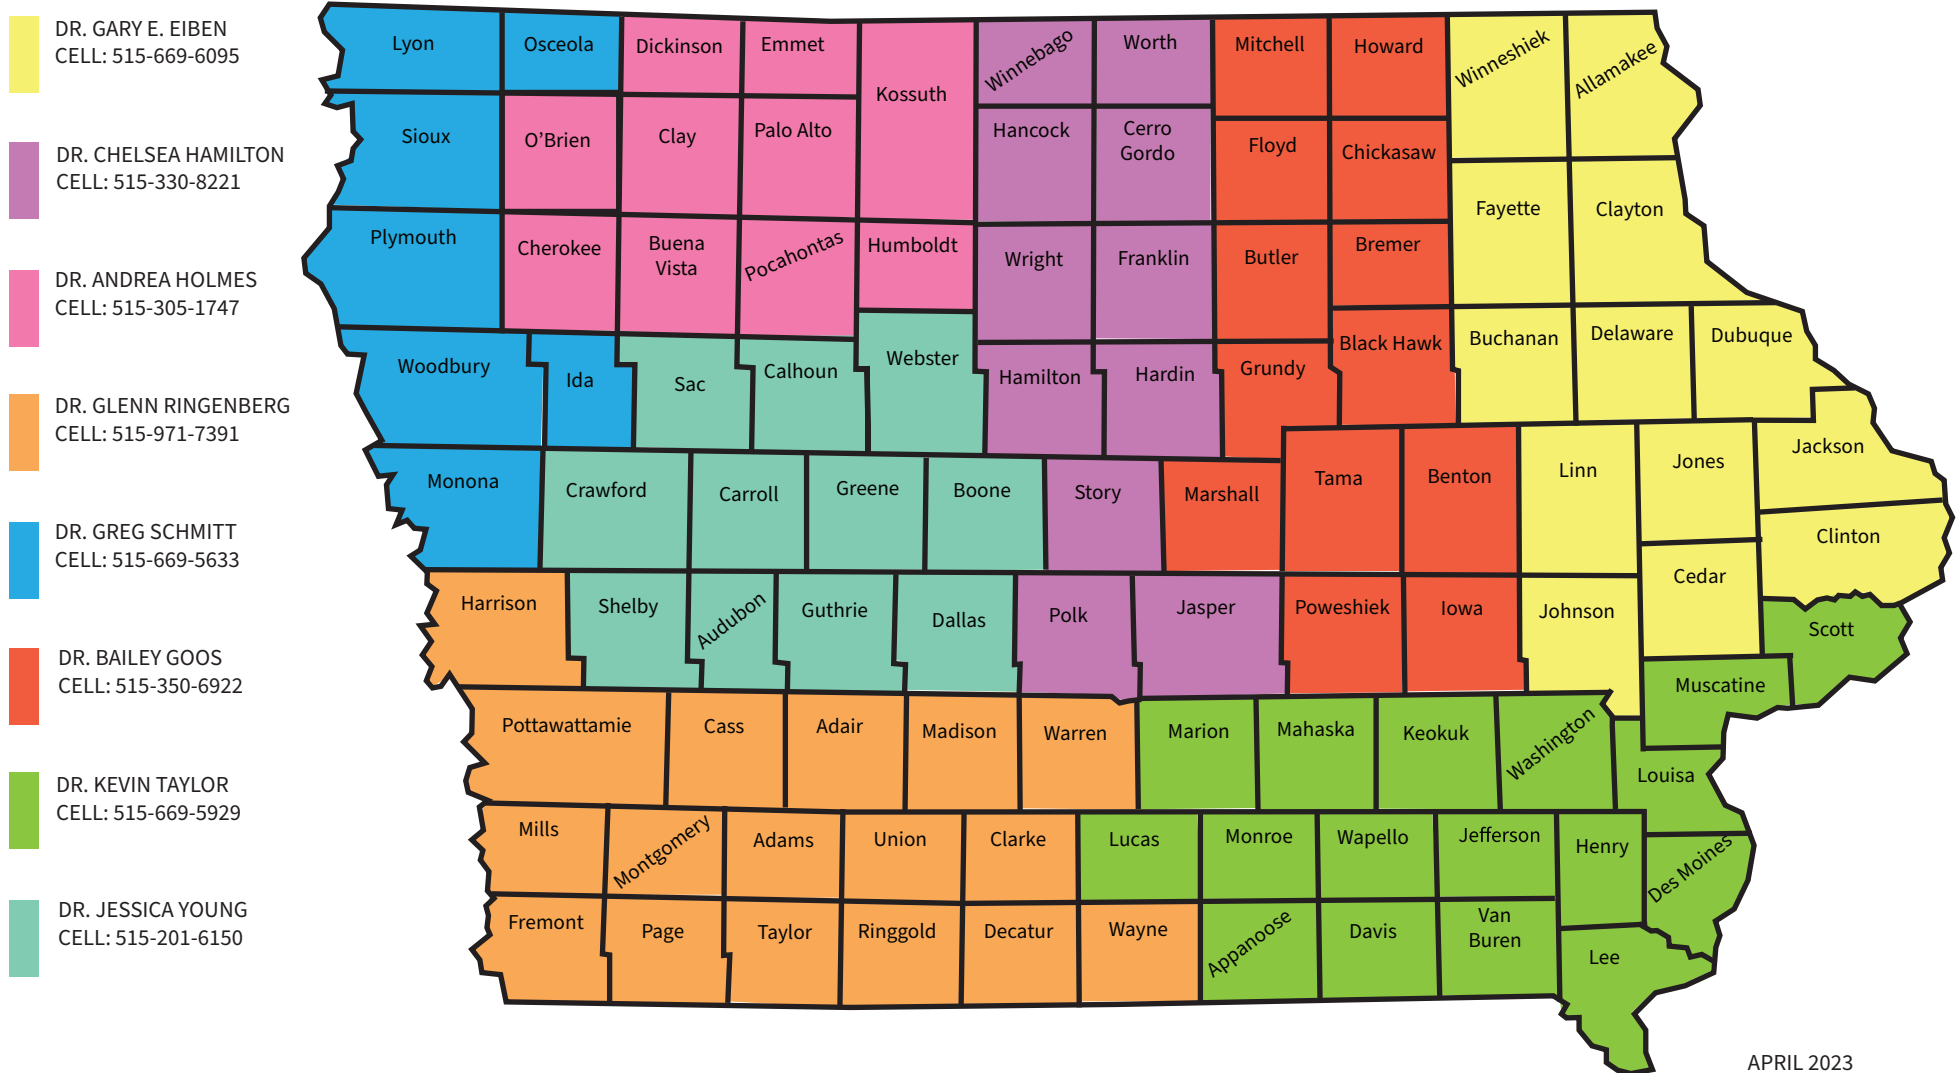 DR. GARY E. EIBEN
CELL: 515-669-6095
DR. CHELSEA HAMILTON
CELL: 515-330-8221
DR. ANDREA HOLMES
CELL: 515-305-1747
DR. GLENN RINGENBERG
CELL: 515-971-7391
DR. GREG SCHMITT
CELL: 515-669-5633
DR. BAILEY GOOS
CELL: 515-350-6922
DR. KEVIN TAYLOR
CELL: 515-669-5929
DR. JESSICA YOUNG
CELL: 515-201-6150
Lyon
Osceola
Dickinson
Emmet
Kossuth
Winnebago
Worth
Mitchell
Howard
Winneshiek
Allamakee
Sioux
O'Brien
Clay
Palo Alto
Hancock
Cerro
Gordo
Floyd
Chickasaw
Fayette
Clayton
Plymouth
Cherokee
Buena
Vista
Pocahontas
Humboldt
Wright
Franklin
Butler
Bremer
Woodbury
Ida
Sac
Calhoun
Webster
Hamilton
Hardin
Grundy
Black Hawk
Buchanan
Delaware
Dubuque
Monona
Crawford
Carroll
Greene
Boone
Story
Marshall
Tama
Benton
Linn
Jones
Jackson
Clinton
Cedar
Harrison
Shelby
Audubon
Guthrie
Dallas
Polk
Jasper
Poweshiek
Iowa
Johnson
Scott
Muscatine
Pottawattamie
Cass
Adair
Madison
Warren
Marion
Mahaska
Keokuk
Washington
Louisa
Mills
Montgomery
Adams
Union
Clarke
Lucas
Monroe
Wapello
Jefferson
Henry
Des Moines
Fremont
Page
Taylor
Ringgold
Decatur
Wayne
Appanoose
Davis
Van
Buren
Lee
APRIL 2023